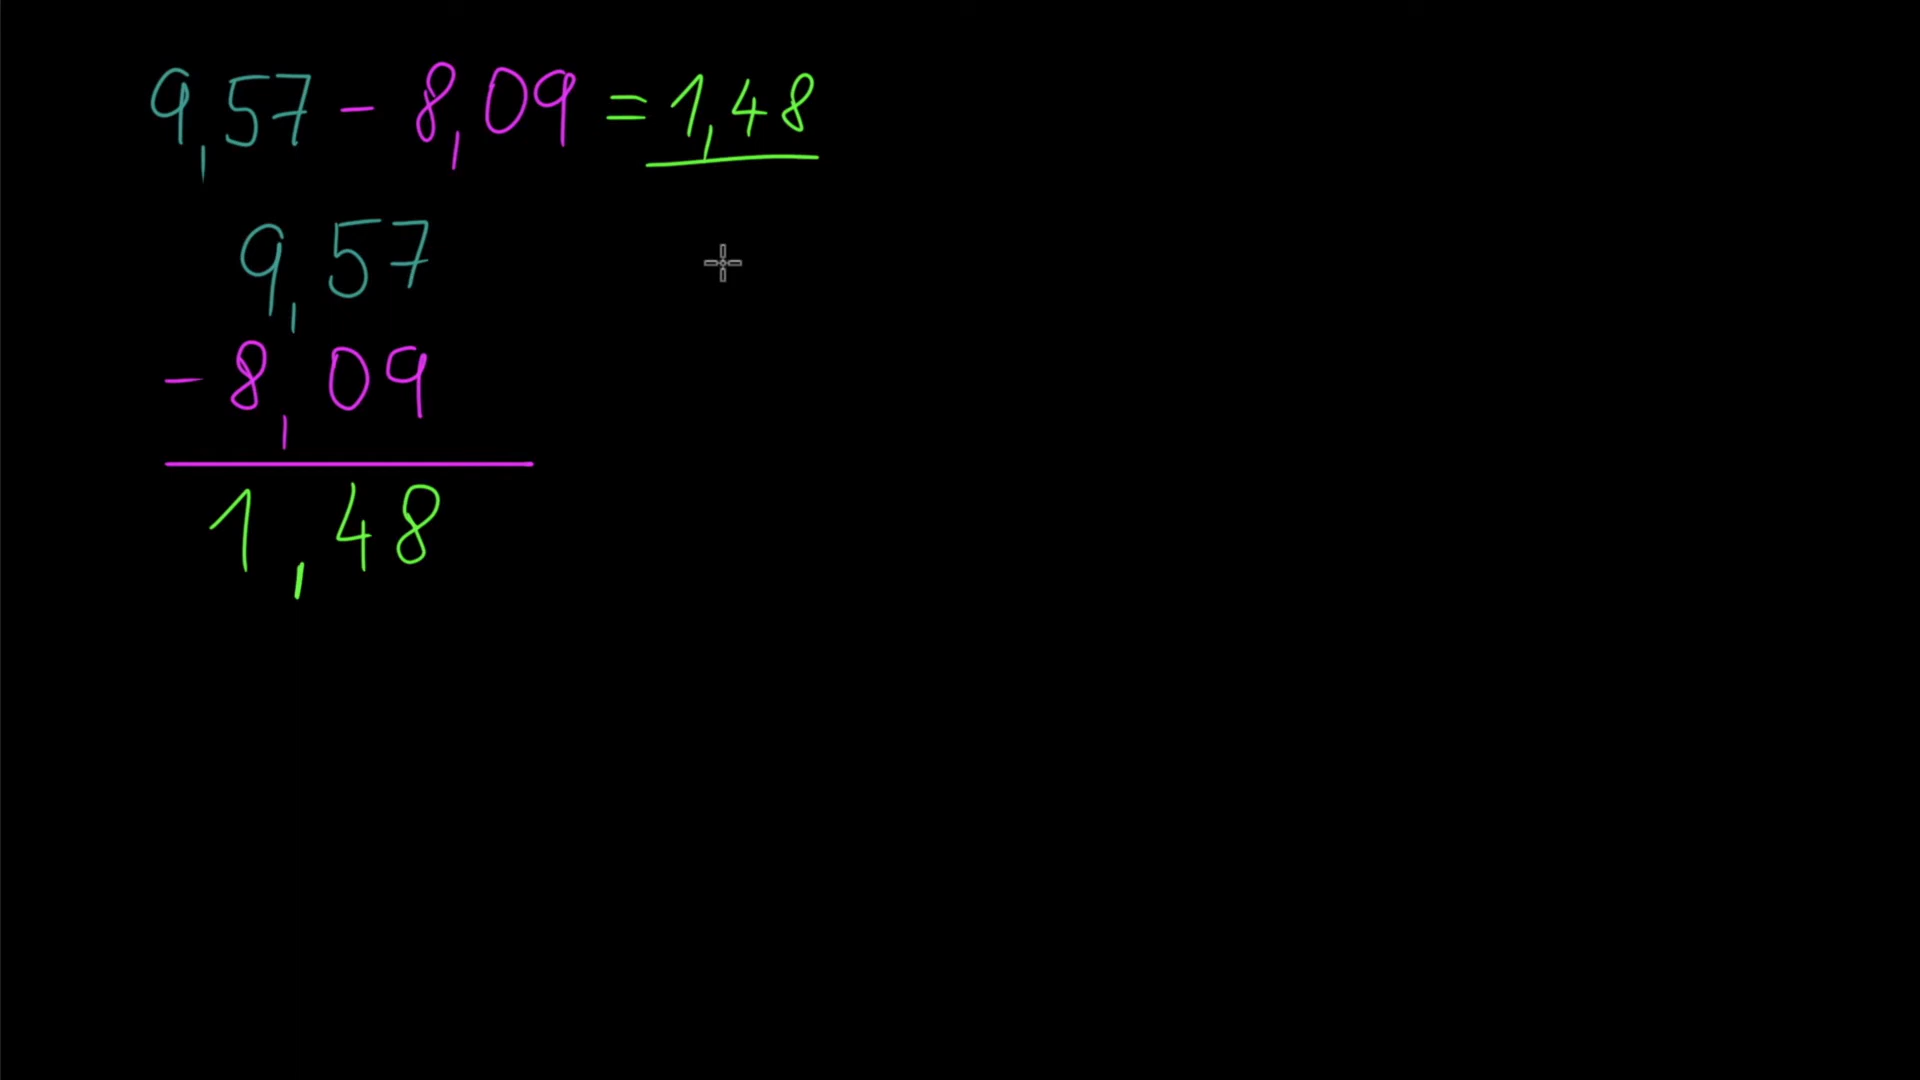 9,57 - 8,09 = 1,48
9,57
- 8,09
1,48